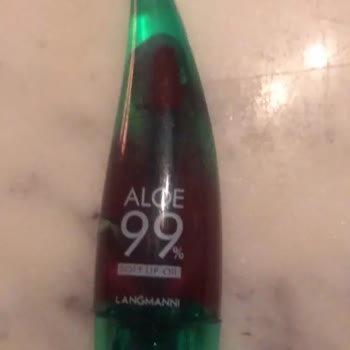 ALOE
99%
SOFT LIP OIL
LANGMANNI